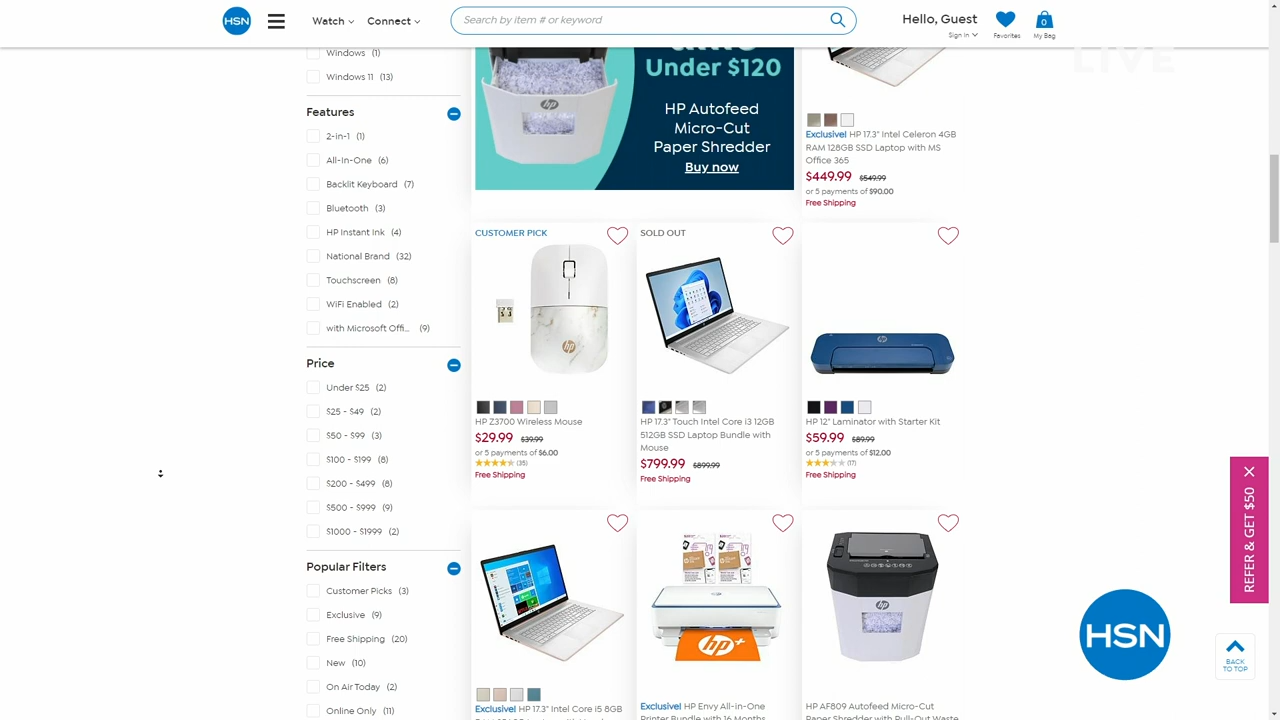 HSN
Watch
Connect
Search by item # or keyword
Hello, Guest
Sign In
Favorites
0
My Bag
LIVE
Windows (1)
Windows 11 (13)
Features
2-in-1 (1)
All-In-One (6)
Backlit Keyboard (7)
Bluetooth (3)
HP Instant Ink (4)
National Brand (32)
Touchscreen (8)
WiFi Enabled (2)
with Microsoft Offi... (9)
Price
Under $25 (2)
$25 - $49 (2)
$50 - $99 (3)
$100 - $199 (8)
$200 - $499 (8)
$500 - $999 (9)
$1000 - $1999 (2)
Popular Filters
Customer Picks (3)
Exclusive (9)
Free Shipping (20)
New (10)
On Air Today (2)
Online Only (11)
Under $120
HP Autofeed
Micro-Cut
Paper Shredder
Buy now
hp
Exclusive! HP 17.3" Intel Celeron 4GB
RAM 128GB SSD Laptop with MS
Office 365
$449.99 $549.99
or 5 payments of $90.00
Free Shipping
CUSTOMER PICK
hp
HP Z3700 Wireless Mouse
$29.99 $39.99
or 5 payments of $6.00
(35)
Free Shipping
SOLD OUT
HP 17.3" Touch Intel Core i3 12GB
512GB SSD Laptop Bundle with
Mouse
$799.99 $899.99
Free Shipping
hp
HP 12" Laminator with Starter Kit
$59.99 $89.99
or 5 payments of $12.00
(17)
Free Shipping
Exclusive! HP 17.3" Intel Core i5 8GB
hp+
Exclusive! HP Envy All-in-One
Printer Bundle with 16 Months
hp
HP AF809 Autofeed Micro-Cut
Paper Shredder with Pull-Out Waste
REFER & GET $50
HSN
BACK
TO TOP